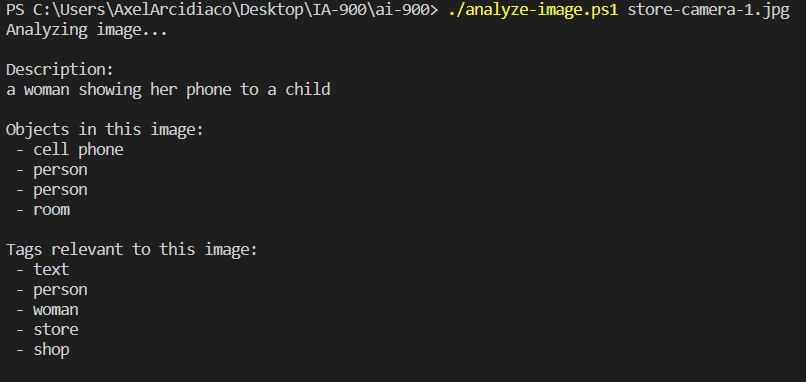 PS C:\Users\AxelArcidiaco\Desktop\IA-900\ai-900> ./analyze-image.ps1 store-camera-1.jpg
Analyzing image...
Description:
a woman showing her phone to a child
Objects in this image:
- cell phone
- person
- person
- room
Tags relevant to this image:
- text
- person
- woman
- store
- shop